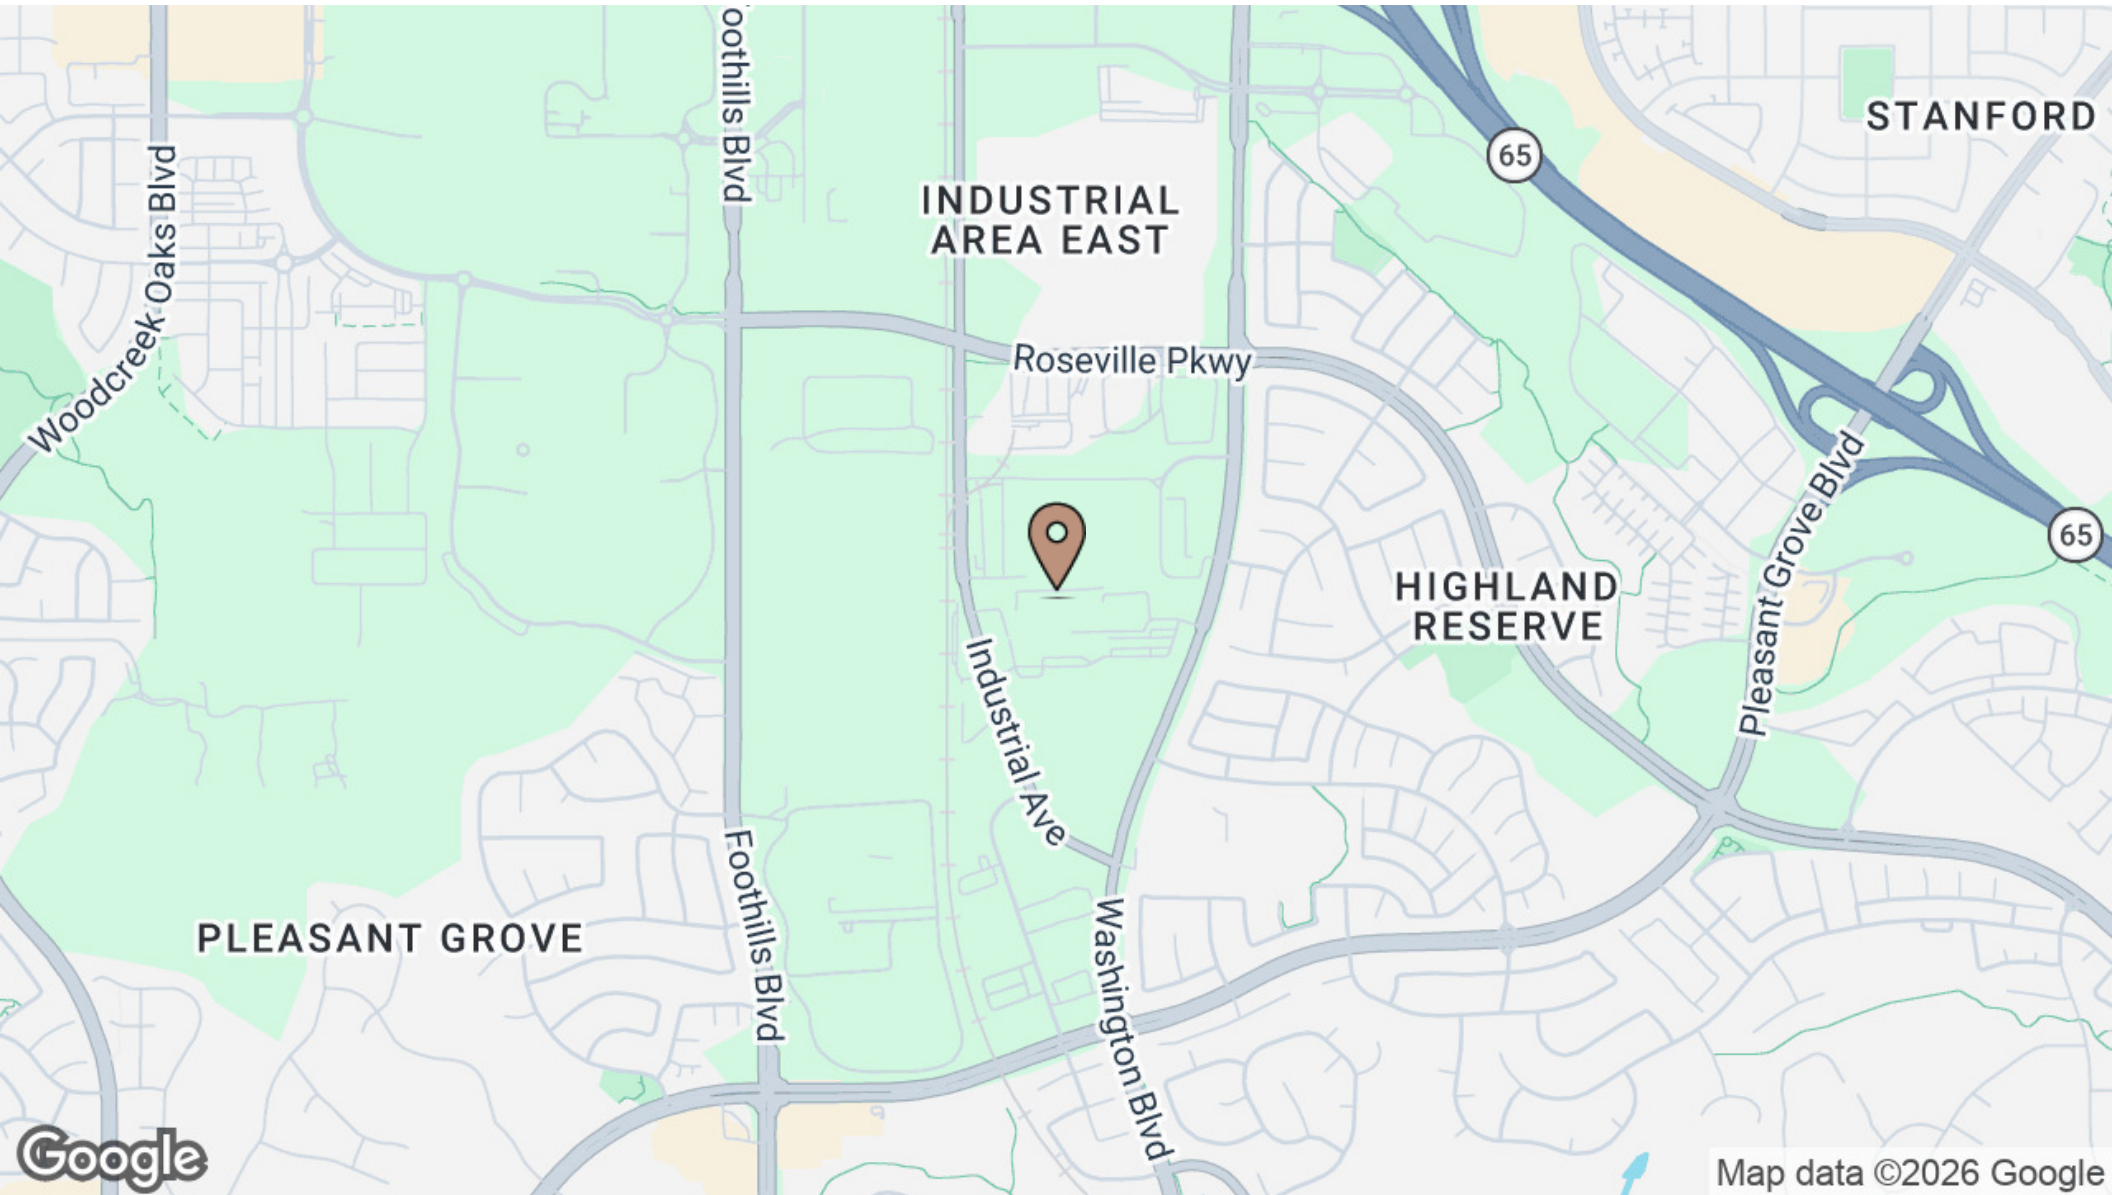 oothills Blvd
STANFORD
65
Woodcreek Oaks Blvd
INDUSTRIAL
AREA EAST
Roseville Pkwy
65
Pleasant Grove Blvd
HIGHLAND
RESERVE
Industrial Ave
Foothills Blvd
PLEASANT GROVE
Washington Blvd
Google
Map data ©2026 Google